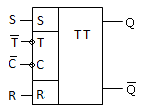 S S TT Q
T̅ T
C̅ C
R R Q̅